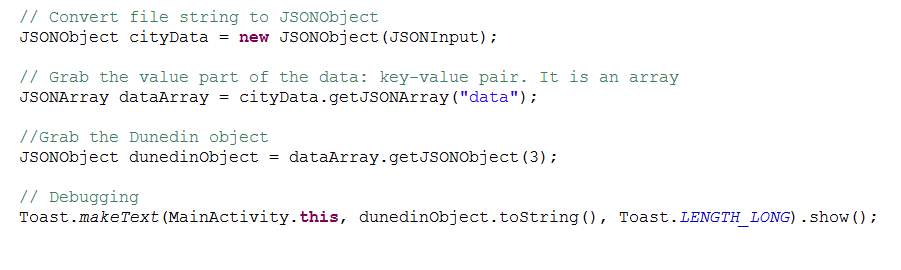 // Convert file string to JSONObject
JSONObject cityData = new JSONObject(JSONInput);
// Grab the value part of the data: key-value pair. It is an array
JSONArray dataArray = cityData.getJSONArray("data");
//Grab the Dunedin object
JSONObject dunedinObject = dataArray.getJSONObject(3);
// Debugging
Toast.makeText(MainActivity.this, dunedinObject.toString(), Toast.LENGTH_LONG).show();